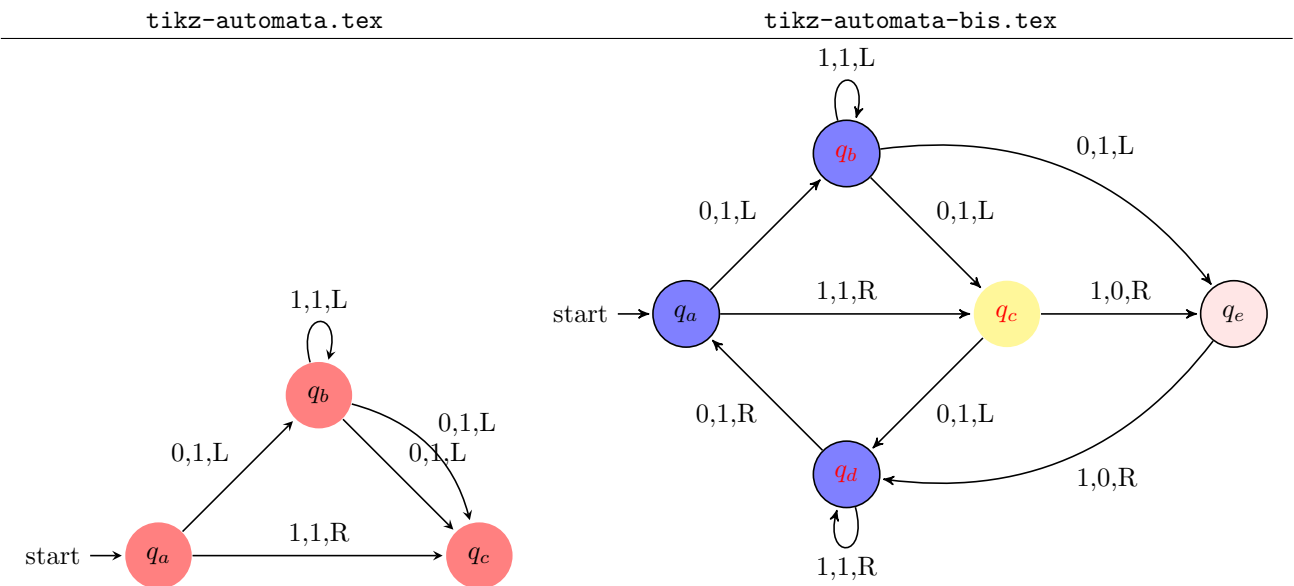 tikz-automata.tex
tikz-automata-bis.tex
1,1,L
q_b
0,1,L
0,1,L
0,1,L
1,1,R
start
q_a
q_c
1,1,L
q_b
0,1,L
0,1,L
0,1,L
start
q_a
1,1,R
q_c
1,0,R
q_e
0,1,R
0,1,L
q_d
1,0,R
1,1,R